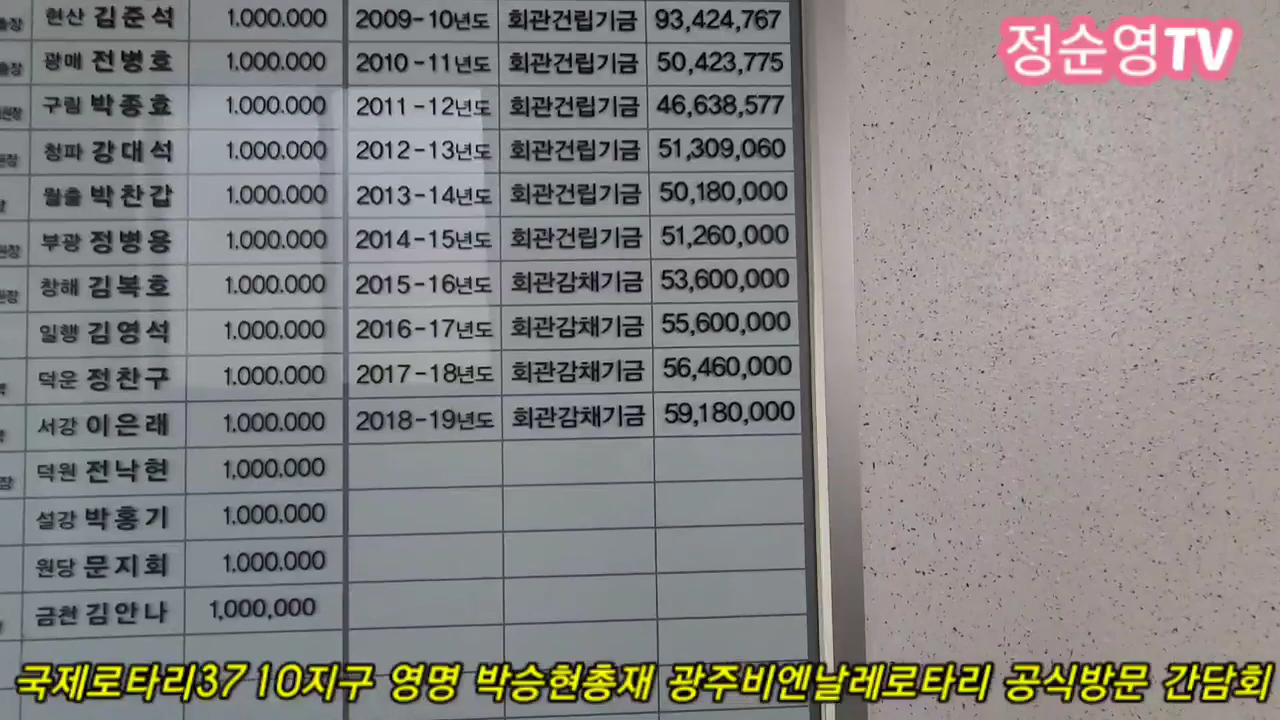 정순영TV
현산 김준석 1.000.000 2009-10년도 회관건립기금 93,424,767
광매 전병호 1.000.000 2010-11년도 회관건립기금 50,423,775
구림 박종효 1.000.000 2011-12년도 회관건립기금 46,638,577
청파 강대석 1.000.000 2012-13년도 회관건립기금 51,309,060
월출 박찬갑 1.000.000 2013-14년도 회관건립기금 50,180,000
부광 정병용 1.000.000 2014-15년도 회관건립기금 51,260,000
창해 김복호 1.000.000 2015-16년도 회관감채기금 53,600,000
일행 김영석 1.000.000 2016-17년도 회관감채기금 55,600,000
덕운 정찬구 1.000.000 2017-18년도 회관감채기금 56,460,000
서강 이은래 1.000.000 2018-19년도 회관감채기금 59,180,000
덕원 전낙현 1.000.000
설강 박홍기 1.000.000
원당 문지회 1.000.000
금천 김안나 1,000,000
국제로타리3710지구 영명 박승현총재 광주비엔날레로타리 공식방문 간담회